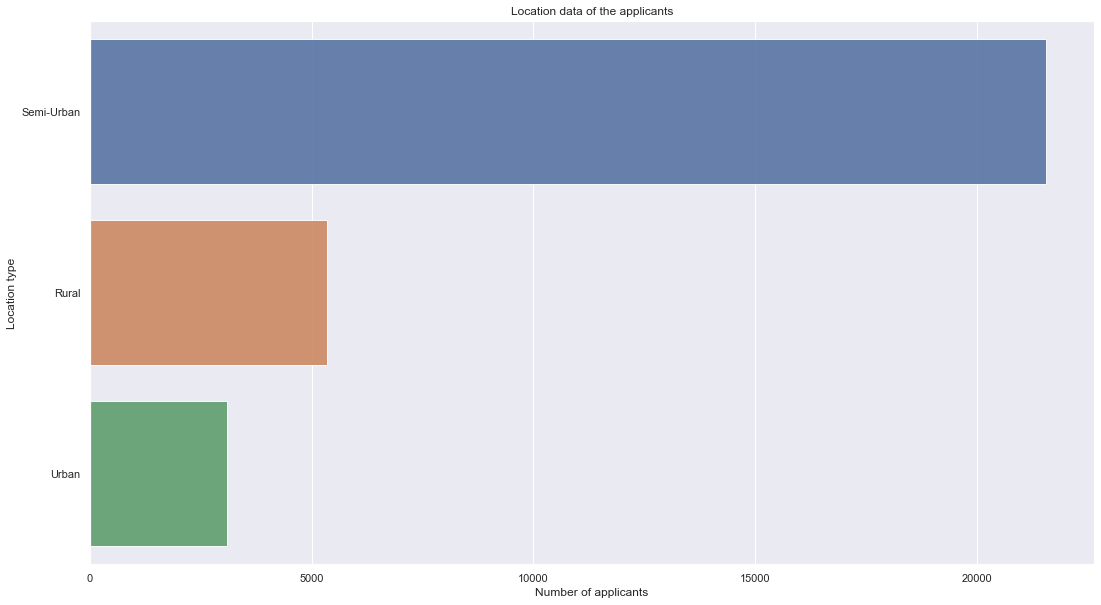 Location data of the applicants
Location type
Semi-Urban
Rural
Urban
0 5000 10000 15000 20000
Number of applicants